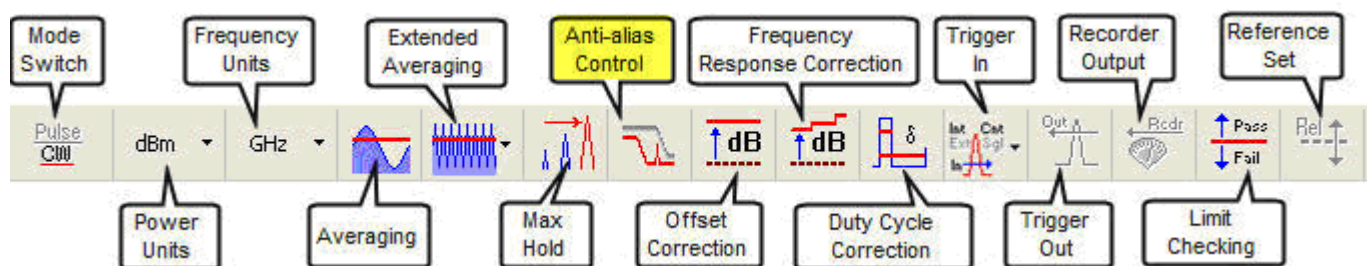 Mode
Switch
Frequency
Units
Extended
Averaging
Anti-alias
Control
Frequency
Response Correction
Trigger
In
Recorder
Output
Reference
Set
Pulse
CW
dBm
GHz
dB
dB
δ
Int Cnt
Ext Sgl
In
Out
Rcdr
Pass
Fail
Rel
Power
Units
Averaging
Max
Hold
Offset
Correction
Duty Cycle
Correction
Trigger
Out
Limit
Checking